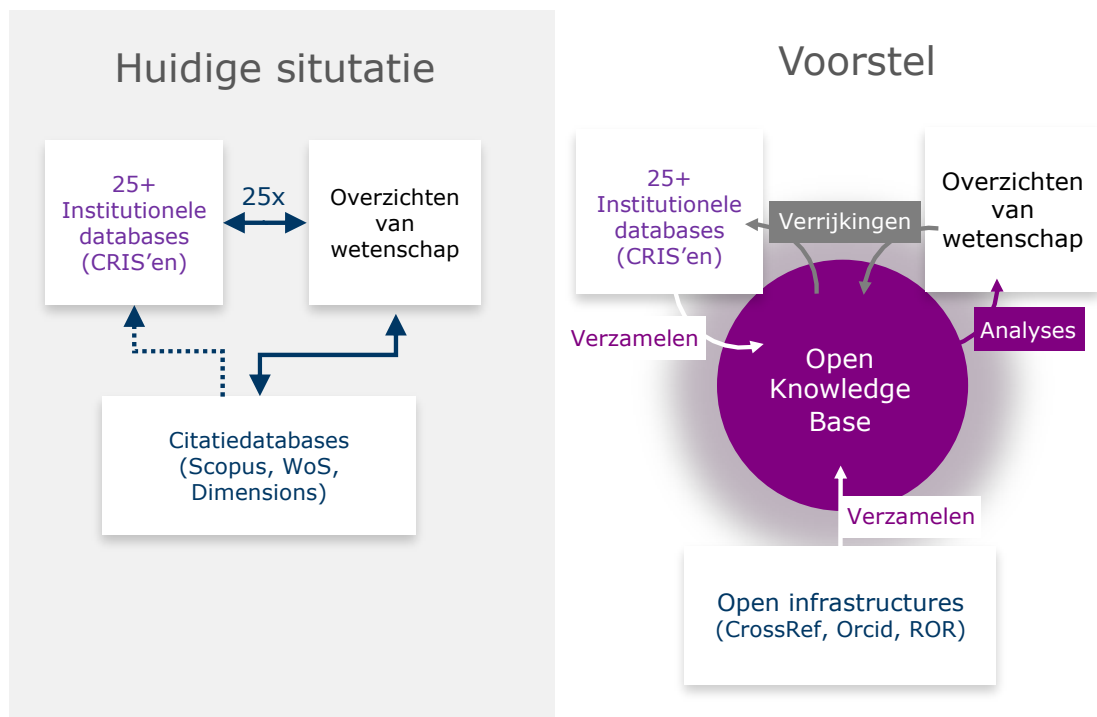 Huidige situtatie
25+
Institutionele
databases
(CRIS’en)
25x
Overzichten
van
wetenschap
Citatiedatabases
(Scopus, WoS,
Dimensions)
Voorstel
25+
Institutionele
databases
(CRIS’en)
Verrijkingen
Overzichten
van
wetenschap
Verzamelen
Analyses
Open
Knowledge
Base
Verzamelen
Open infrastructures
(CrossRef, Orcid, ROR)